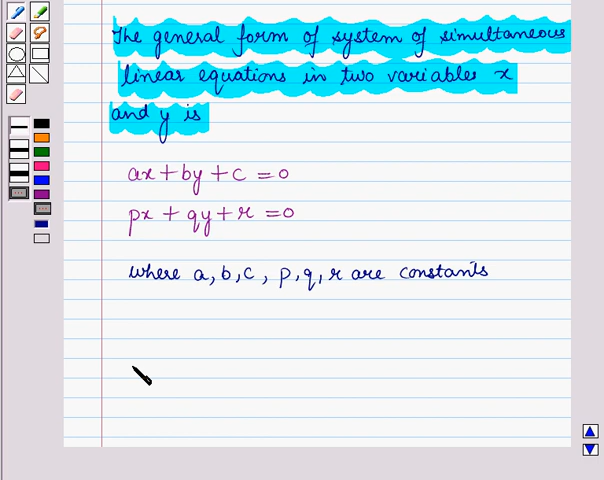 The general form of system of simultaneous
linear equations in two variables x
and y is
ax + by + c = 0
px + qy + r = 0
where a, b, c, p, q, r are constants